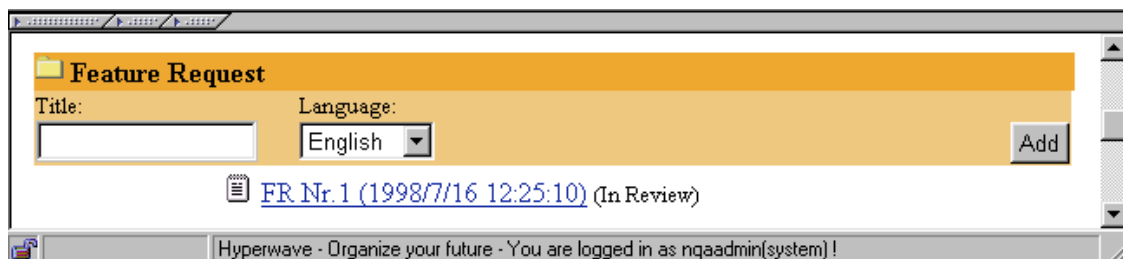 Feature Request
Title: Language:
English Add
FR Nr. 1 (1998/7/16 12:25:10) (In Review)
Hyperwave - Organize your future - You are logged in as nqaadmin(system) !